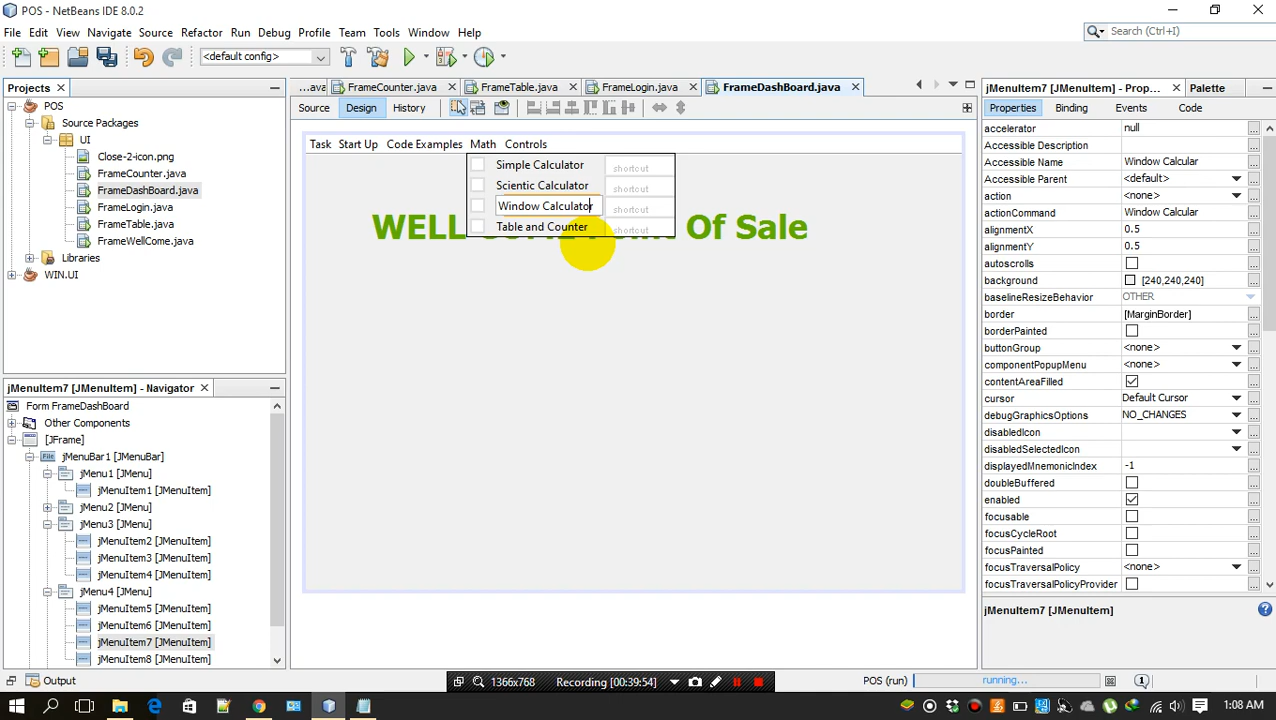 POS - NetBeans IDE 8.0.2
File Edit View Navigate Source Refactor Run Debug Profile Team Tools Window Help
Search (Ctrl+I)
<default config>
Projects
...ava FrameCounter.java FrameTable.java FrameLogin.java FrameDashBoard.java
jMenuItem7 [JMenuItem] - Prop... Palette
Source Design History
Properties Binding Events Code
POS
Source Packages
UI
Close-2-icon.png
FrameCounter.java
FrameDashBoard.java
FrameLogin.java
FrameTable.java
FrameWellCome.java
Libraries
WIN.UI
Task Start Up Code Examples Math Controls
Simple Calculator shortcut
Scientic Calculator shortcut
Window Calculator shortcut
Table and Counter shortcut
WELL Of Sale
accelerator null
Accessible Description
Accessible Name Window Calcular
Accessible Parent <default>
action <none>
actionCommand Window Calcular
alignmentX 0.5
alignmentY 0.5
autoscrolls
background [240,240,240]
baselineResizeBehavior OTHER
border [MarginBorder]
borderPainted
buttonGroup <none>
componentPopupMenu <none>
contentAreaFilled
cursor Default Cursor
debugGraphicsOptions NO_CHANGES
disabledIcon
disabledSelectedIcon
displayedMnemonicIndex -1
doubleBuffered
enabled
focusable
focusCycleRoot
focusPainted
focusTraversalPolicy <none>
focusTraversalPolicyProvider
jMenuItem7 [JMenuItem]
jMenuItem7 [JMenuItem] - Navigator
Form FrameDashBoard
Other Components
[JFrame]
jMenuBar1 [JMenuBar]
jMenu1 [JMenu]
jMenuItem1 [JMenuItem]
jMenu2 [JMenu]
jMenu3 [JMenu]
jMenuItem2 [JMenuItem]
jMenuItem3 [JMenuItem]
jMenuItem4 [JMenuItem]
jMenu4 [JMenu]
jMenuItem5 [JMenuItem]
jMenuItem6 [JMenuItem]
jMenuItem7 [JMenuItem]
jMenuItem8 [JMenuItem]
Output
1366x768 Recording [00:39:54]
POS (run) running...
1:08 AM